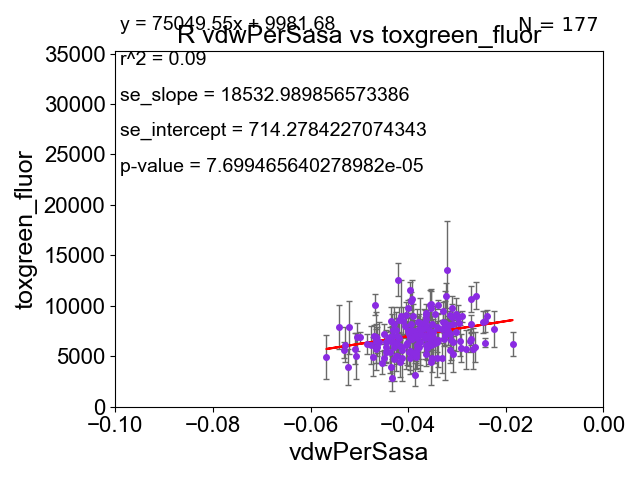 y = 75049.55x + 9981.68
N = 177
R vdwPerSasa vs toxgreen_fluor
r^2 = 0.09
se_slope = 18532.989856573386
se_intercept = 714.2784227074343
p-value = 7.699465640278982e-05
35000
30000
25000
20000
15000
10000
5000
0
toxgreen_fluor
−0.10
−0.08
−0.06
−0.04
−0.02
0.00
vdwPerSasa